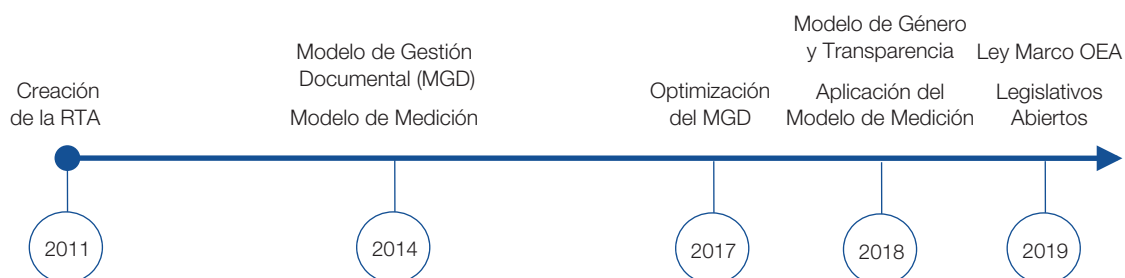 Creación
de la RTA
2011
Modelo de Gestión
Documental (MGD)
Modelo de Medición
2014
Optimización
del MGD
2017
Modelo de Género
y Transparencia
Aplicación del
Modelo de Medición
2018
Ley Marco OEA
Legislativos
Abiertos
2019